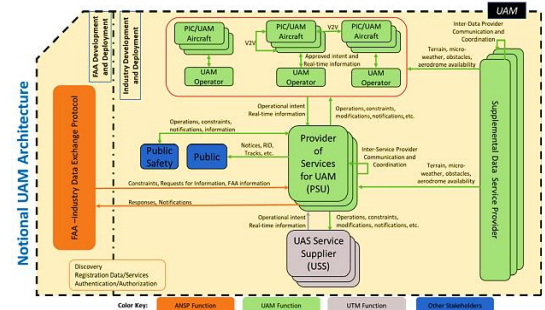 UAM
Notional UAM Architecture
FAA Development
and Deployment
Industry Development
and Deployment
PIC/UAM
Aircraft
PIC/UAM
Aircraft
PIC/UAM
Aircraft
V2V
V2V
Approved intent and
Real-time information
UAM
Operator
UAM
Operator
UAM
Operator
Inter-Data Provider
Communication and
Coordination
Terrain, micro-
weather, obstacles,
aerodrome availability
Operational intent
Real-time information
Operations, constraints,
modifications, notifications, etc.
FAA –Industry Data Exchange Protocol
Operations, constraints,
notifications, information
Public
Safety
Public
Notices, RID,
Tracks, etc.
Provider
of
Services
for UAM
(PSU)
Inter-Service Provider
Communication and
Coordination
Terrain, micro-
weather, obstacles,
aerodrome availability
Supplemental Data Service Provider
Constraints, Requests for Information, FAA information
Responses, Notifications
Operational intent
Real-time information
Operations, constraints,
modifications, notifications, etc.
UAS Service
Supplier
(USS)
Discovery
Registration Data/Services
Authentication/Authorization
Color Key:
ANSP Function
UAM Function
UTM Function
Other Stakeholders